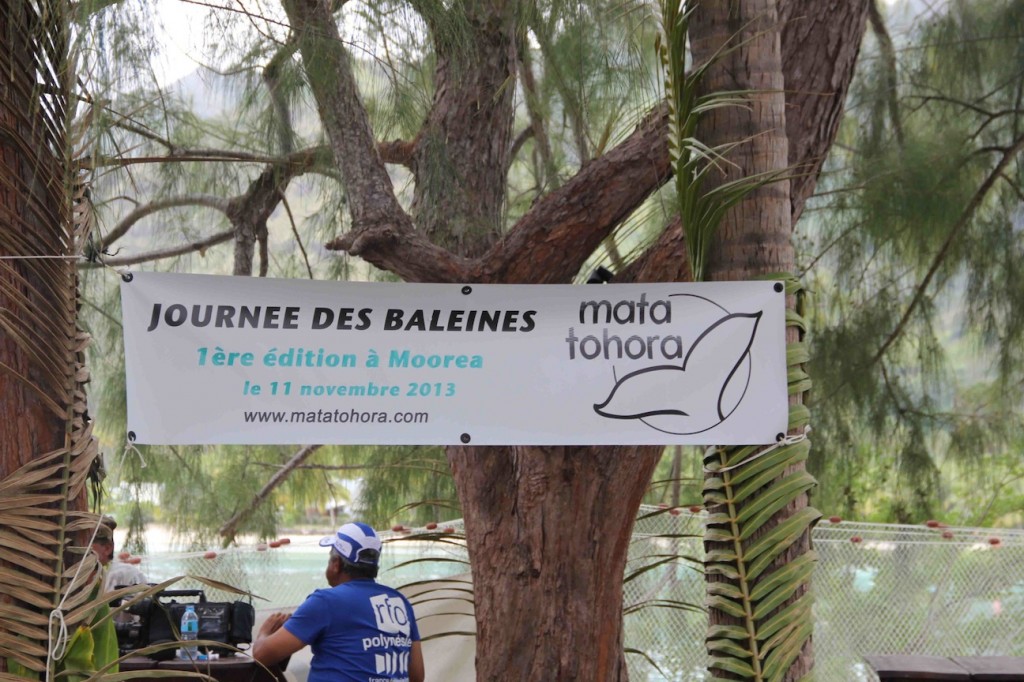 JOURNEE DES BALEINES
1ère édition à Moorea
le 11 novembre 2013
www.matatohora.com
mata
tohora
rfo
polynésie